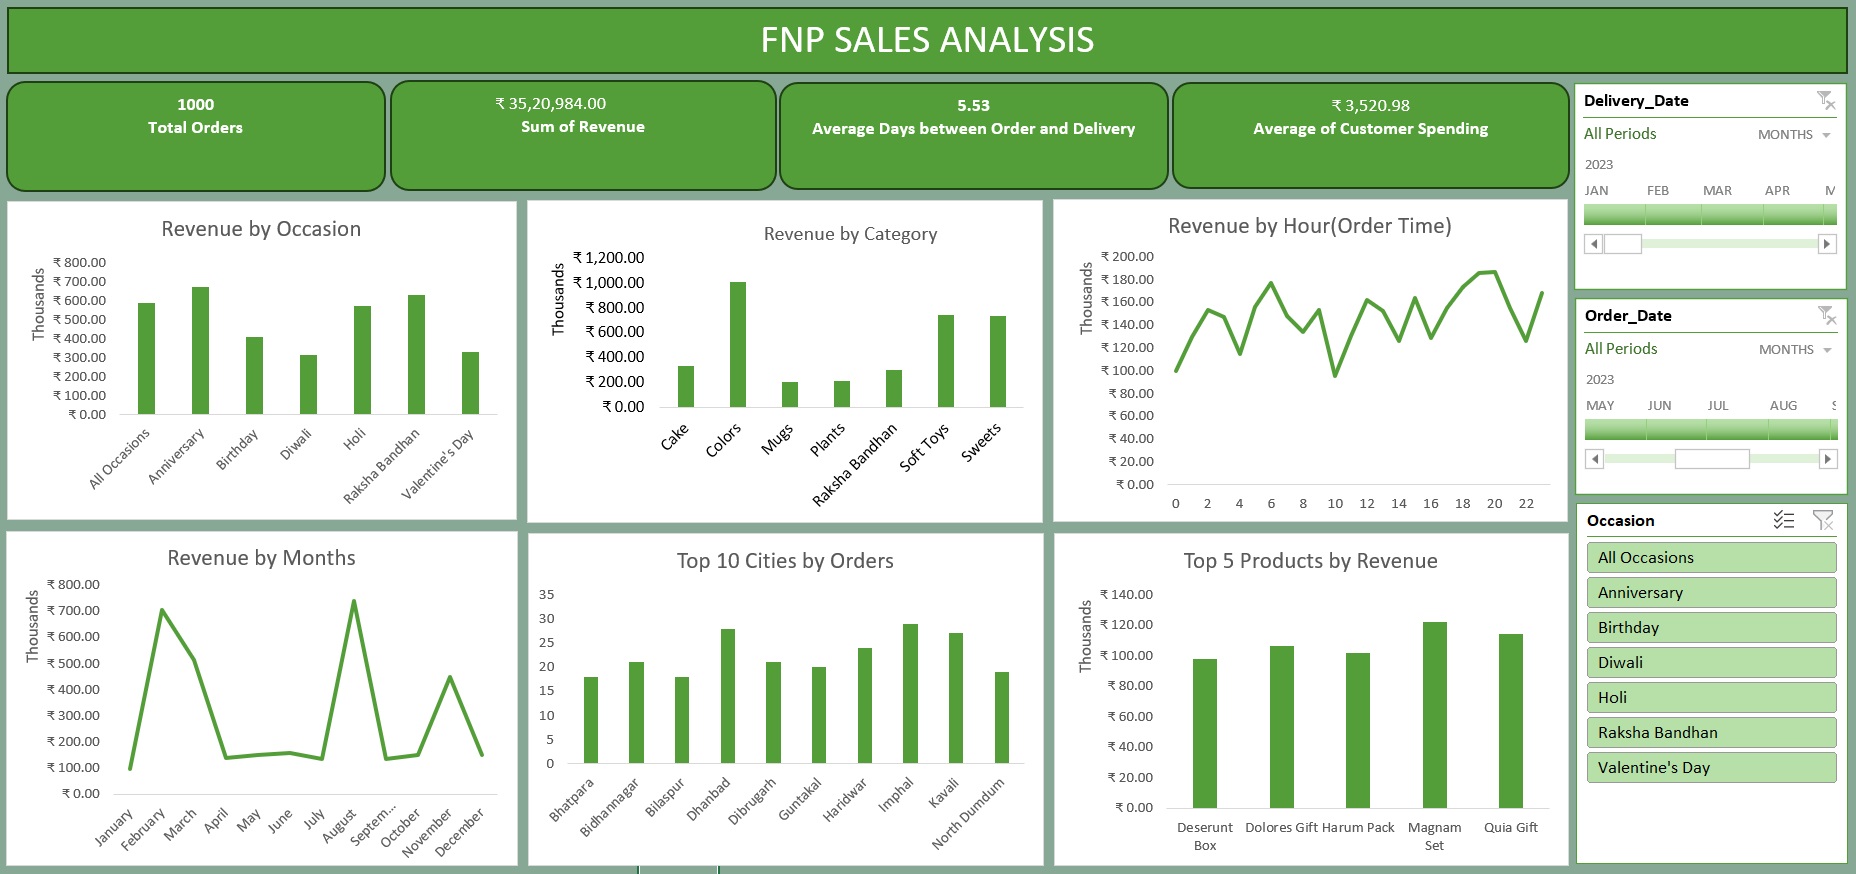 FNP SALES ANALYSIS
1000
Total Orders
₹ 35,20,984.00
Sum of Revenue
5.53
Average Days between Order and Delivery
₹ 3,520.98
Average of Customer Spending
Delivery_Date
All Periods MONTHS
2023
JAN FEB MAR APR M
Order_Date
All Periods MONTHS
2023
MAY JUN JUL AUG S
Occasion
All Occasions
Anniversary
Birthday
Diwali
Holi
Raksha Bandhan
Valentine's Day
Revenue by Occasion
Thousands
₹ 800.00
₹ 700.00
₹ 600.00
₹ 500.00
₹ 400.00
₹ 300.00
₹ 200.00
₹ 100.00
₹ 0.00
All Occasions
Anniversary
Birthday
Diwali
Holi
Raksha Bandhan
Valentine's Day
Revenue by Category
Thousands
₹ 1,200.00
₹ 1,000.00
₹ 800.00
₹ 600.00
₹ 400.00
₹ 200.00
₹ 0.00
Cake
Colors
Mugs
Plants
Raksha Bandhan
Soft Toys
Sweets
Revenue by Hour(Order Time)
Thousands
₹ 200.00
₹ 180.00
₹ 160.00
₹ 140.00
₹ 120.00
₹ 100.00
₹ 80.00
₹ 60.00
₹ 40.00
₹ 20.00
₹ 0.00
0 2 4 6 8 10 12 14 16 18 20 22
Revenue by Months
Thousands
₹ 800.00
₹ 700.00
₹ 600.00
₹ 500.00
₹ 400.00
₹ 300.00
₹ 200.00
₹ 100.00
₹ 0.00
January
February
March
April
May
June
July
August
Septem...
October
November
December
Top 10 Cities by Orders
35
30
25
20
15
10
5
0
Bhatpara
Bidhannagar
Bilaspur
Dhanbad
Dibrugarh
Guntakal
Haridwar
Imphal
Kavali
North Dumdum
Top 5 Products by Revenue
Thousands
₹ 140.00
₹ 120.00
₹ 100.00
₹ 80.00
₹ 60.00
₹ 40.00
₹ 20.00
₹ 0.00
Deserunt Dolores Gift Harum Pack Magnam Quia Gift
Box Set